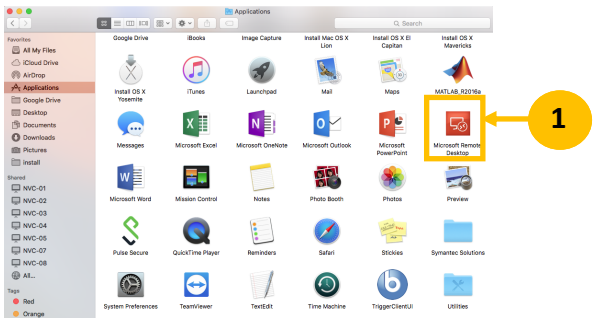 Applications
Search
Favorites
All My Files
iCloud Drive
AirDrop
Applications
Google Drive
Desktop
Documents
Downloads
Pictures
install
Shared
NVC-01
NVC-02
NVC-03
NVC-04
NVC-05
NVC-07
NVC-08
All...
Tags
Red
Orange
Google Drive
iBooks
Image Capture
Install Mac OS X
Lion
Install OS X El
Capitan
Install OS X
Mavericks
Install OS X
Yosemite
iTunes
Launchpad
Mail
Maps
MATLAB_R2016a
Messages
Microsoft Excel
Microsoft OneNote
Microsoft Outlook
Microsoft
PowerPoint
Microsoft Remote
Desktop
1
Microsoft Word
Mission Control
Notes
Photo Booth
Photos
Preview
Pulse Secure
QuickTime Player
Reminders
Safari
Stickies
Symantec Solutions
System Preferences
TeamViewer
TextEdit
Time Machine
TriggerClientUI
Utilities